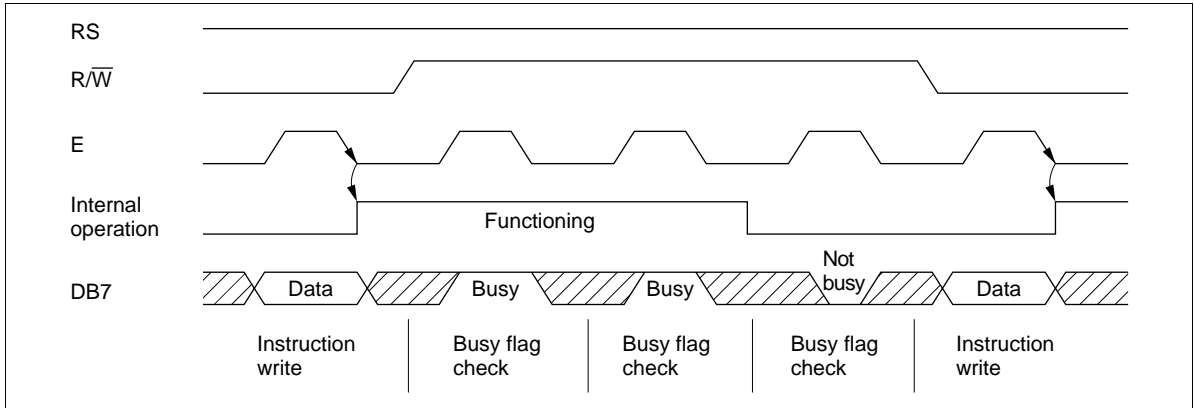 RS
R/W̅
E
Internal
operation
Functioning
DB7
Data
Busy
Busy
Not
busy
Data
Instruction
write
Busy flag
check
Busy flag
check
Busy flag
check
Instruction
write